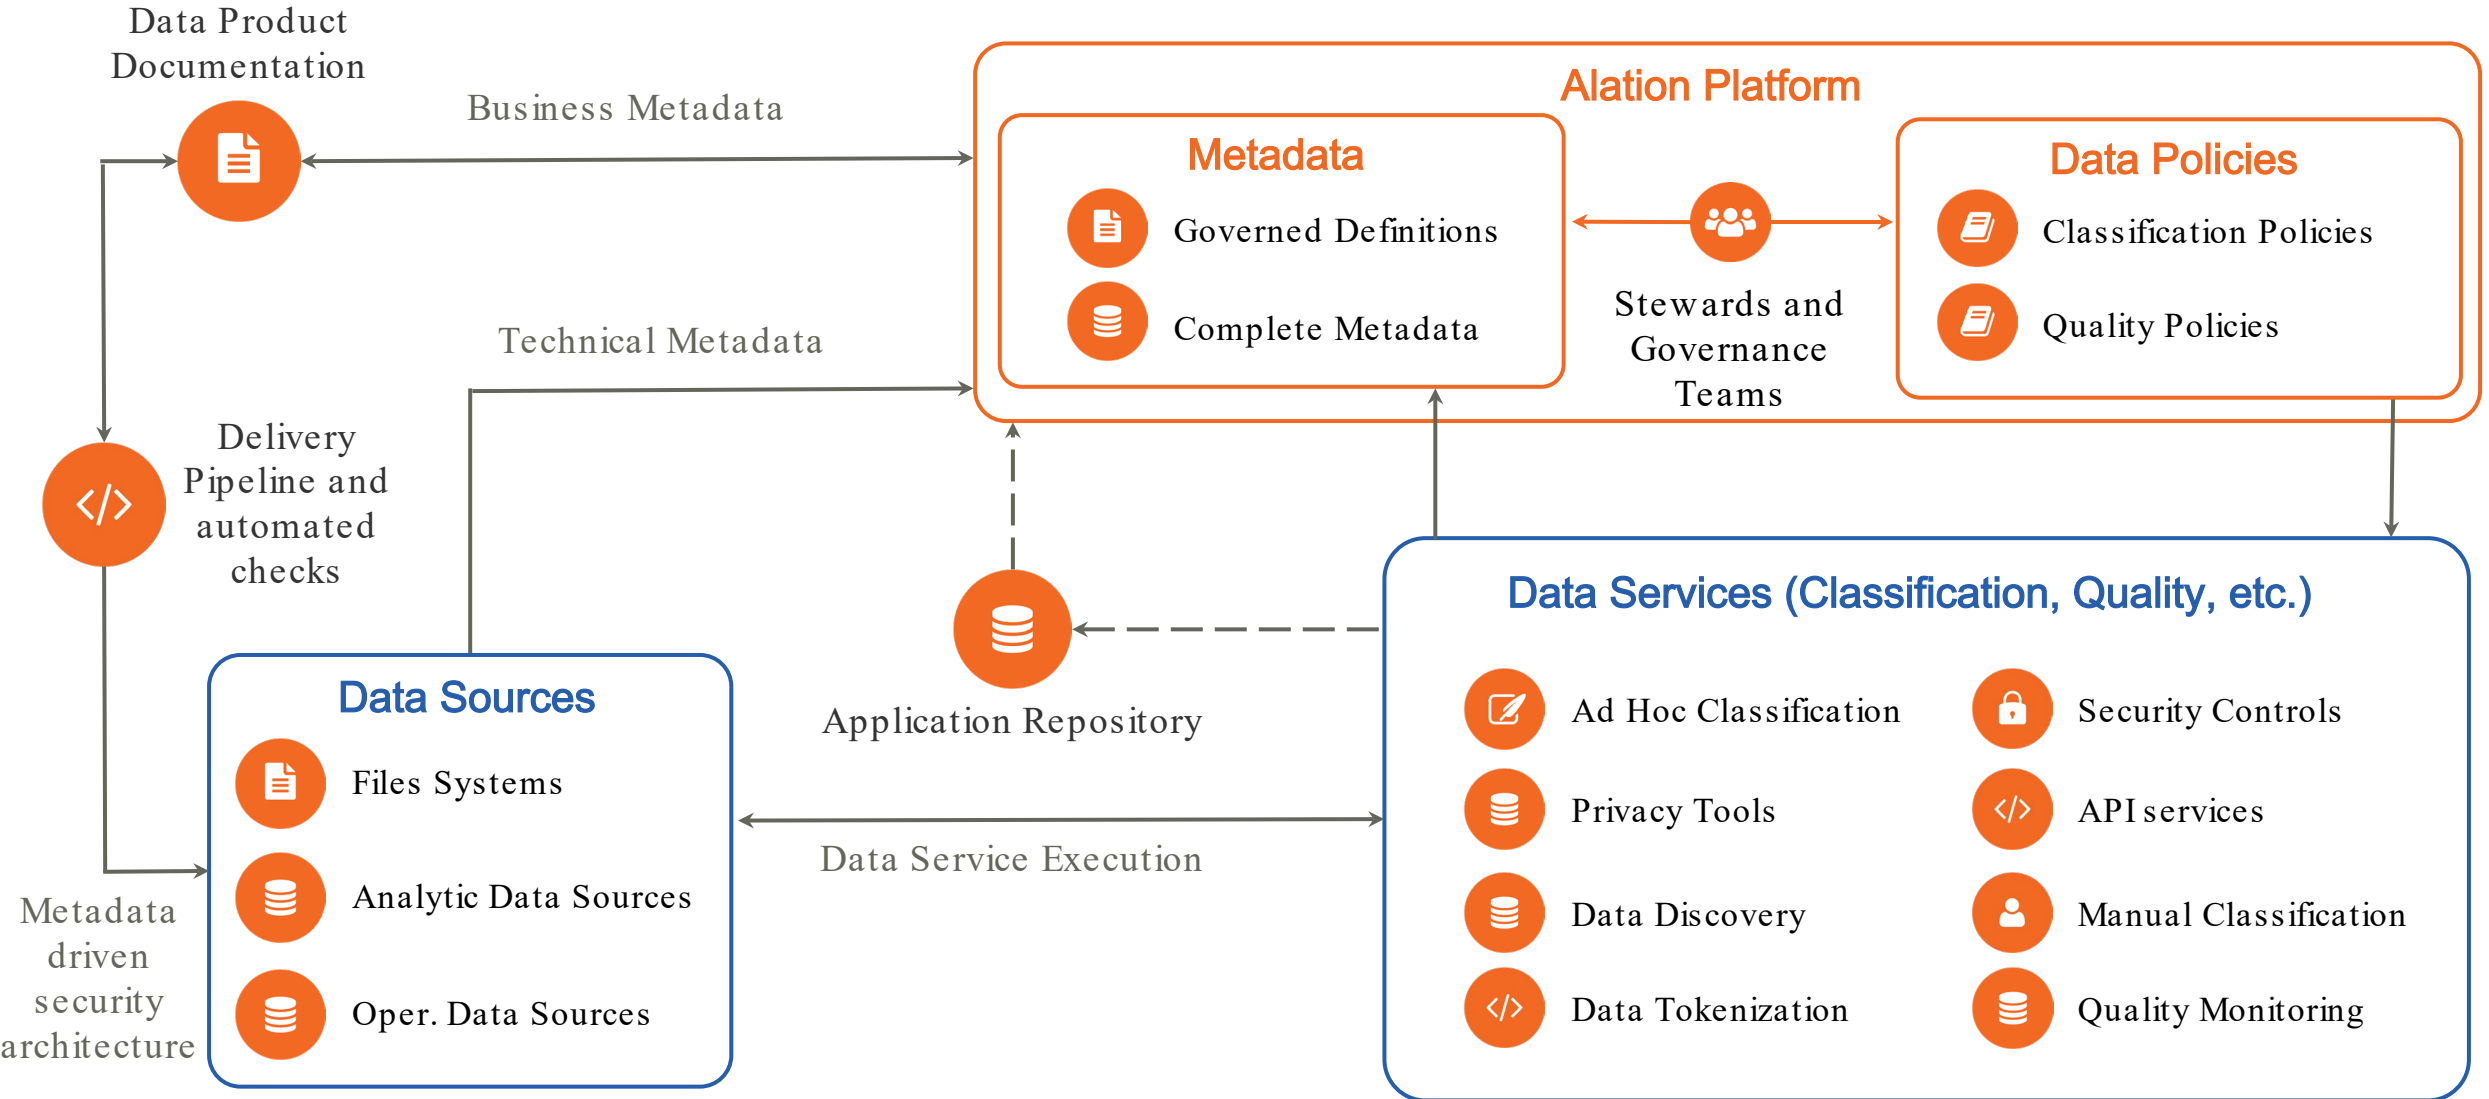 Data Product
Documentation
Business Metadata
Alation Platform
Metadata
Governed Definitions
Complete Metadata
Stewards and
Governance
Teams
Data Policies
Classification Policies
Quality Policies
Technical Metadata
Delivery
Pipeline and
automated
checks
Application Repository
Data Sources
Files Systems
Analytic Data Sources
Oper. Data Sources
Metadata
driven
security
architecture
Data Service Execution
Data Services (Classification, Quality, etc.)
Ad Hoc Classification
Privacy Tools
Data Discovery
Data Tokenization
Security Controls
API services
Manual Classification
Quality Monitoring